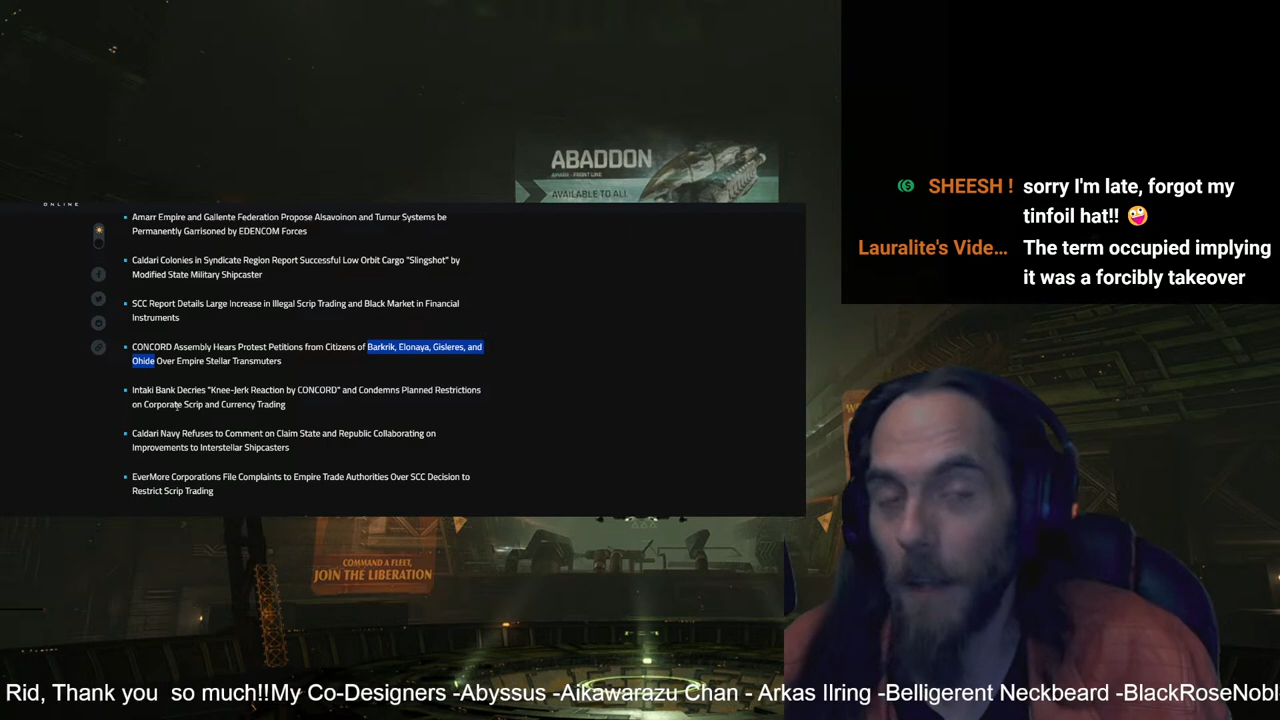 ABADDON
AMARR - FRONT LINE
AVAILABLE TO ALL
ONLINE
Amarr Empire and Gallente Federation Propose Alsavoinon and Turnur Systems be
Permanently Garrisoned by EDENCOM Forces
Caldari Colonies in Syndicate Region Report Successful Low Orbit Cargo "Slingshot" by
Modified State Military Shipcaster
SCC Report Details Large Increase in Illegal Scrip Trading and Black Market in Financial
Instruments
CONCORD Assembly Hears Protest Petitions from Citizens of Barkrik, Elonaya, Gisleres, and
Ohide Over Empire Stellar Transmuters
Intaki Bank Decries "Knee-Jerk Reaction by CONCORD" and Condemns Planned Restrictions
on Corporate Scrip and Currency Trading
Caldari Navy Refuses to Comment on Claim State and Republic Collaborating on
Improvements to Interstellar Shipcasters
EverMore Corporations File Complaints to Empire Trade Authorities Over SCC Decision to
Restrict Scrip Trading
SHEESH ! sorry I'm late, forgot my
tinfoil hat!! 🤪
Lauralite's Vide... The term occupied implying
it was a forcibly takeover
COMMAND A FLEET,
JOIN THE LIBERATION
Rid, Thank you so much!!My Co-Designers -Abyssus -Aikawarazu Chan - Arkas Ilring -Belligerent Neckbeard -BlackRoseNobl